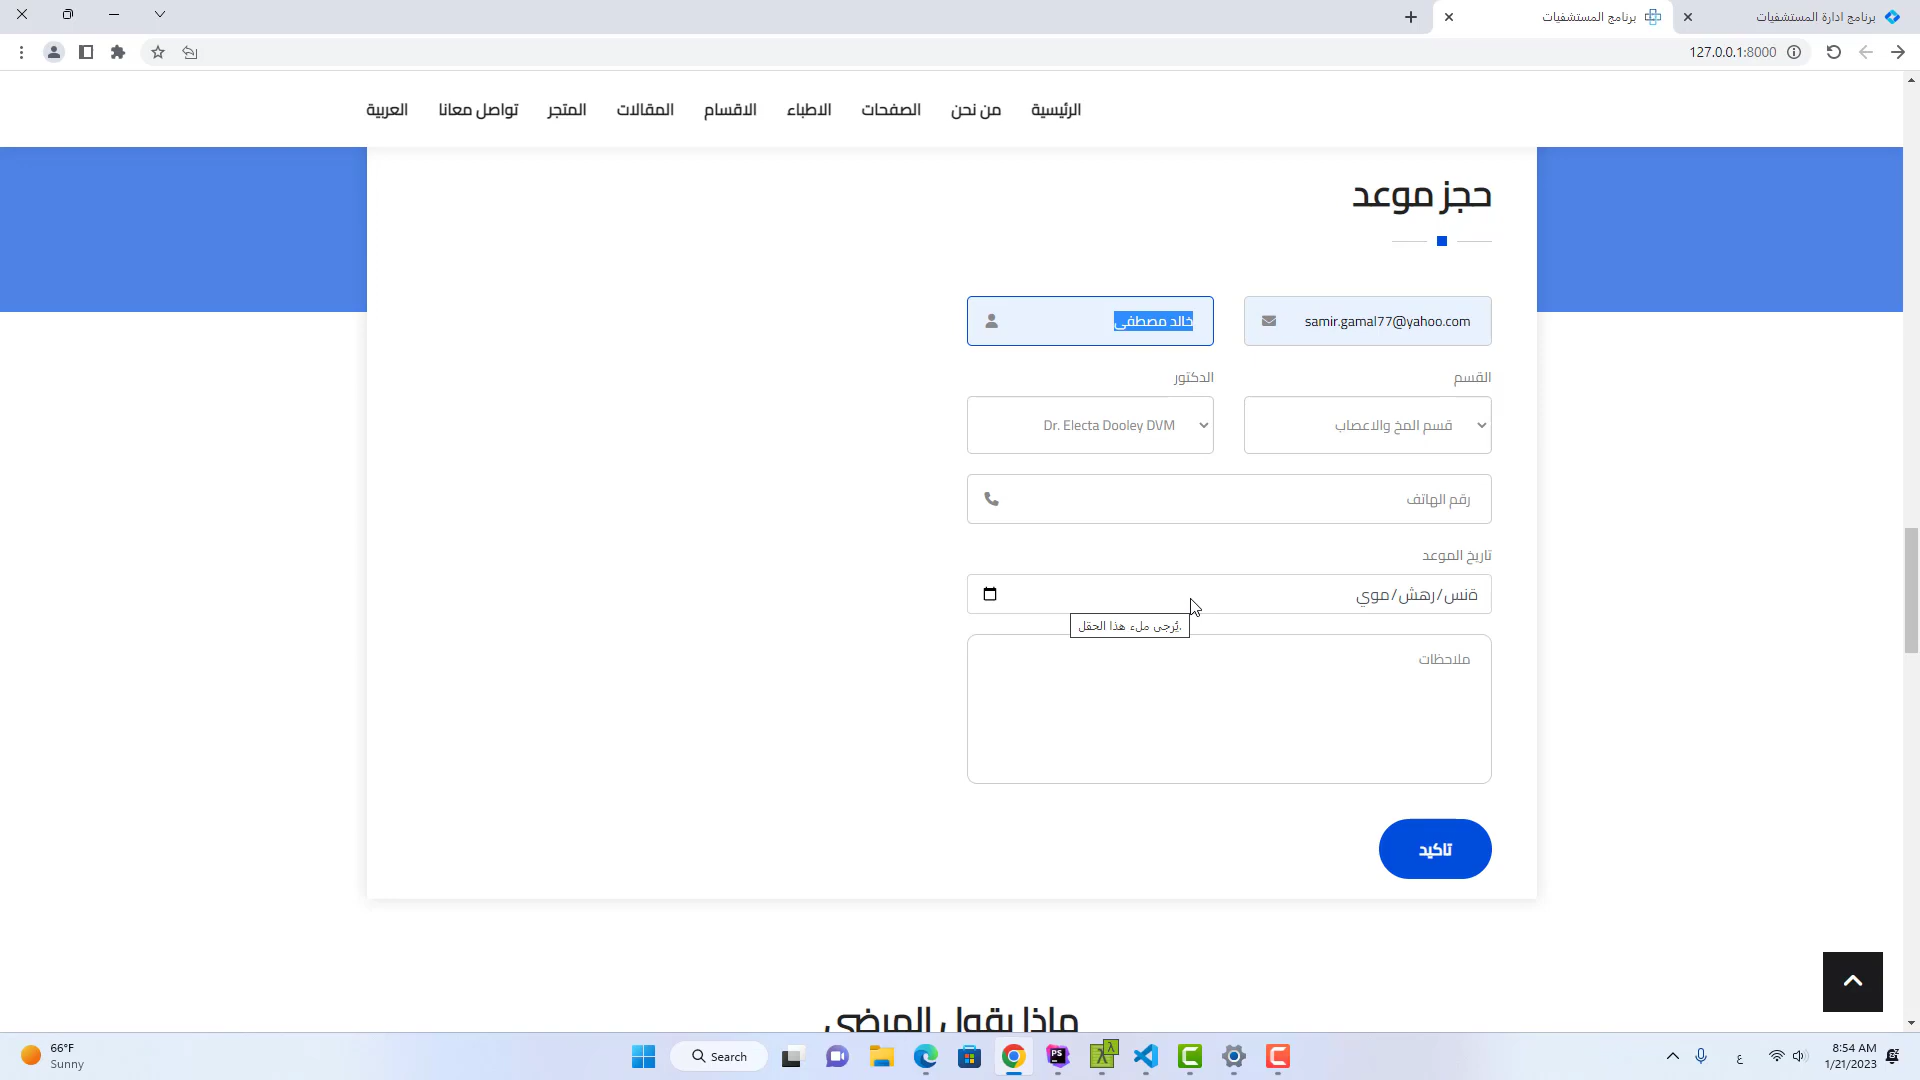 برنامج ادارة المستشفيات
برنامج المستشفيات
127.0.0.1:8000
الرئيسية
من نحن
الصفحات
الاطباء
الاقسام
المقالات
المتجر
تواصل معانا
العربية
حجز موعد
samir.gamal77@yahoo.com
خالد مصطفى
القسم
الدكتور
قسم المخ والاعصاب
Dr. Electa Dooley DVM
رقم الهاتف
تاريخ الموعد
ةنس/رهش/موي
يُرجى ملء هذا الحقل.
ملاحظات
تاكيد
ماذا يقول المرضى
66°F
Sunny
Search
ع
8:54 AM
1/21/2023